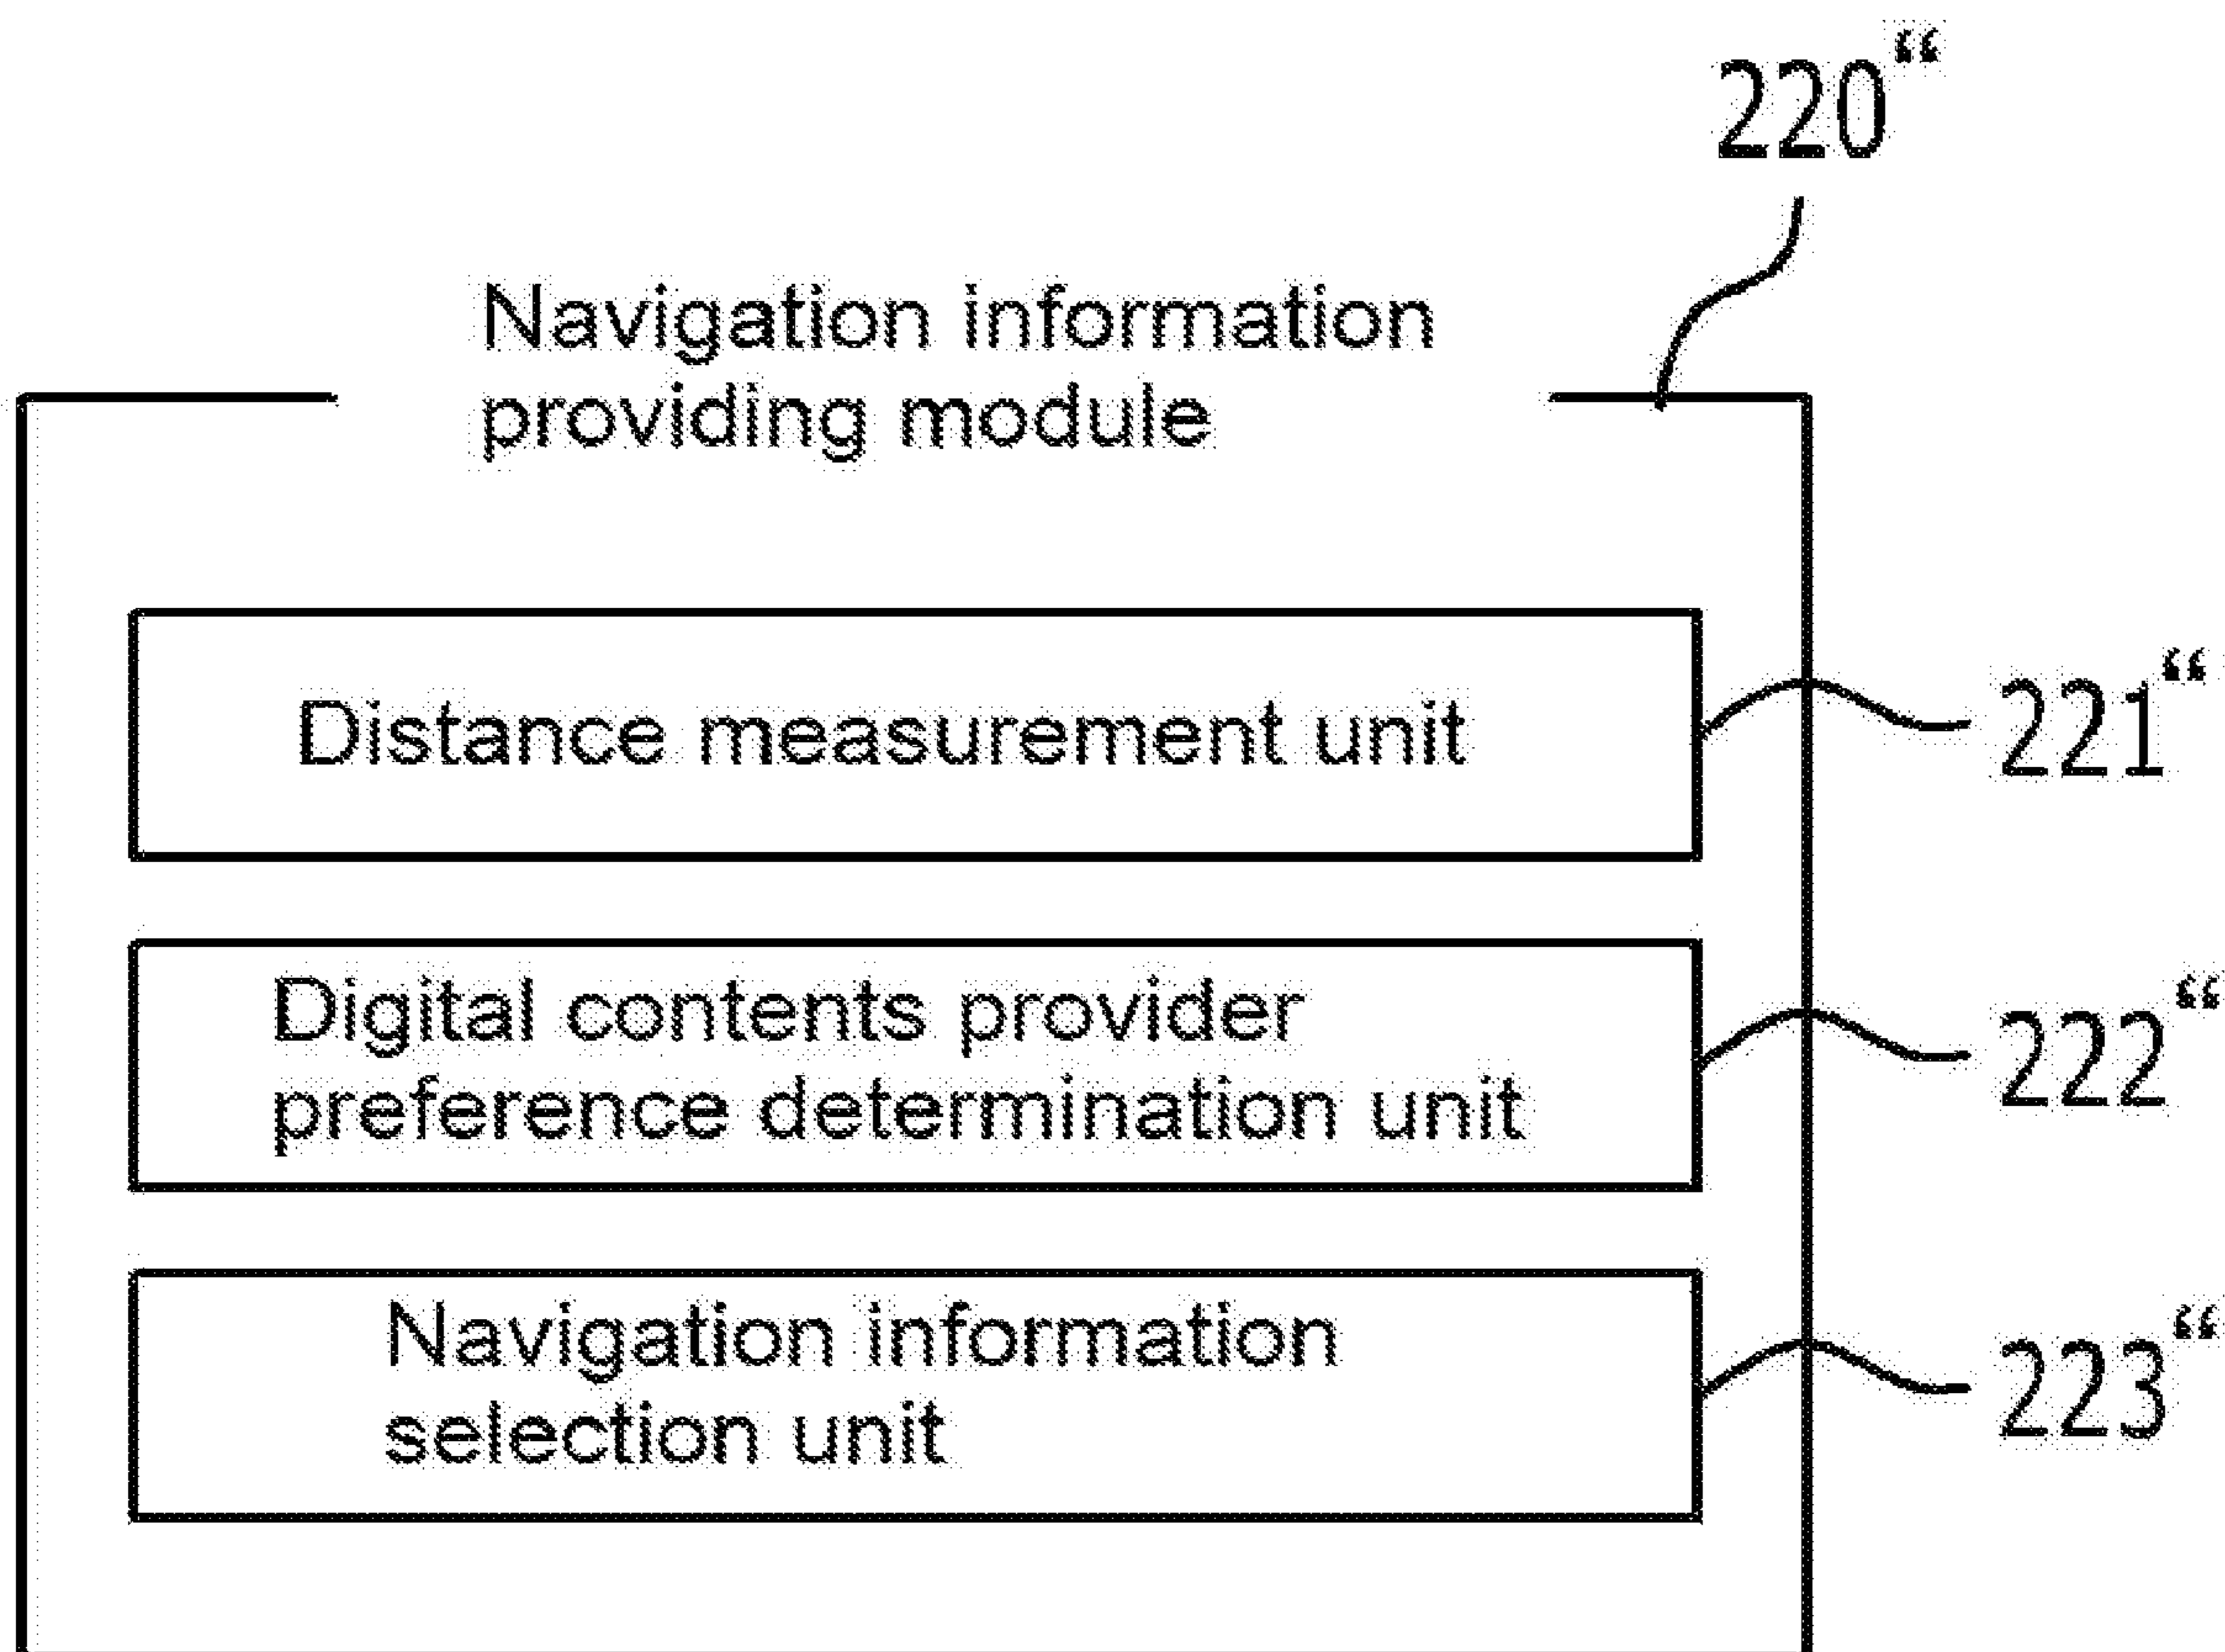 220“
Navigation information
providing module
Distance measurement unit
221“
Digital contents provider
preference determination unit
222“
Navigation information
selection unit
223“